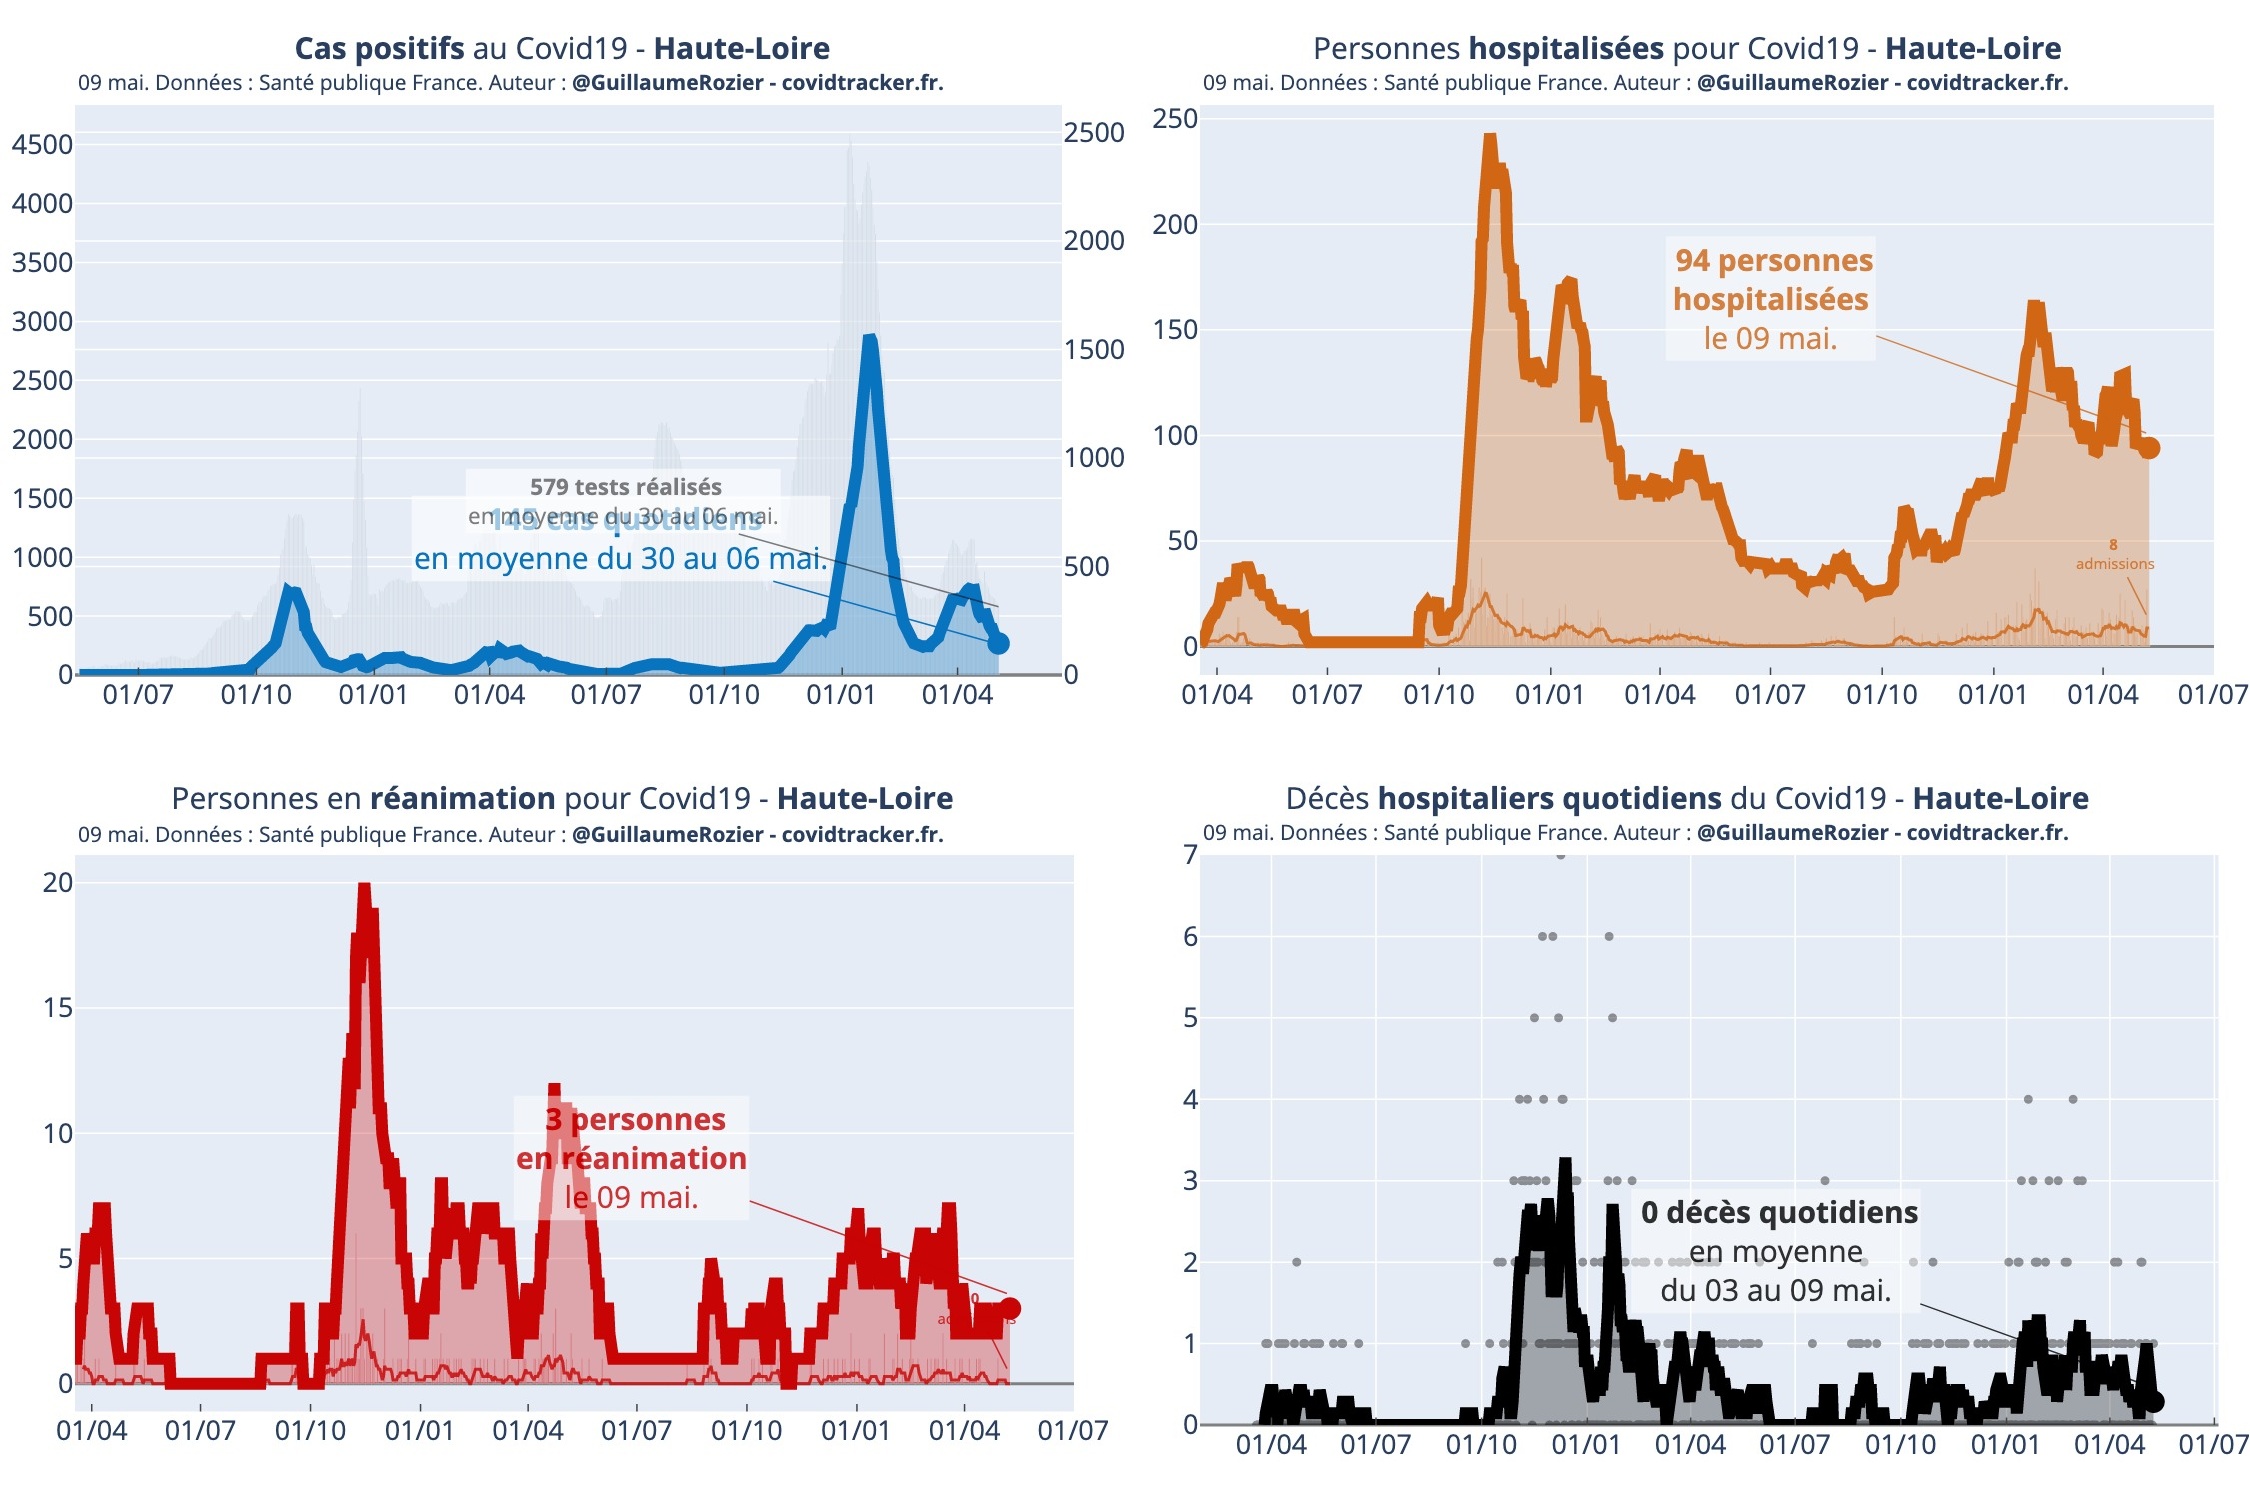 Cas positifs au Covid19 - Haute-Loire
09 mai. Données : Santé publique France. Auteur : @GuillaumeRozier - covidtracker.fr.
4500
4000
3500
3000
2500
2000
1500
1000
500
0
2500
2000
1500
1000
500
0
579 tests réalisés
en moyenne du 30 au 06 mai.
145 cas quotidiens
en moyenne du 30 au 06 mai.
01/07 01/10 01/01 01/04 01/07 01/10 01/01 01/04
Personnes hospitalisées pour Covid19 - Haute-Loire
09 mai. Données : Santé publique France. Auteur : @GuillaumeRozier - covidtracker.fr.
250
200
150
100
50
0
94 personnes
hospitalisées
le 09 mai.
8
admissions
01/04 01/07 01/10 01/01 01/04 01/07 01/10 01/01 01/04 01/07
Personnes en réanimation pour Covid19 - Haute-Loire
09 mai. Données : Santé publique France. Auteur : @GuillaumeRozier - covidtracker.fr.
20
15
10
5
0
3 personnes
en réanimation
le 09 mai.
0
01/04 01/07 01/10 01/01 01/04 01/07 01/10 01/01 01/04 01/07
Décès hospitaliers quotidiens du Covid19 - Haute-Loire
09 mai. Données : Santé publique France. Auteur : @GuillaumeRozier - covidtracker.fr.
7
6
5
4
3
2
1
0
0 décès quotidiens
en moyenne
du 03 au 09 mai.
01/04 01/07 01/10 01/01 01/04 01/07 01/10 01/01 01/04 01/07